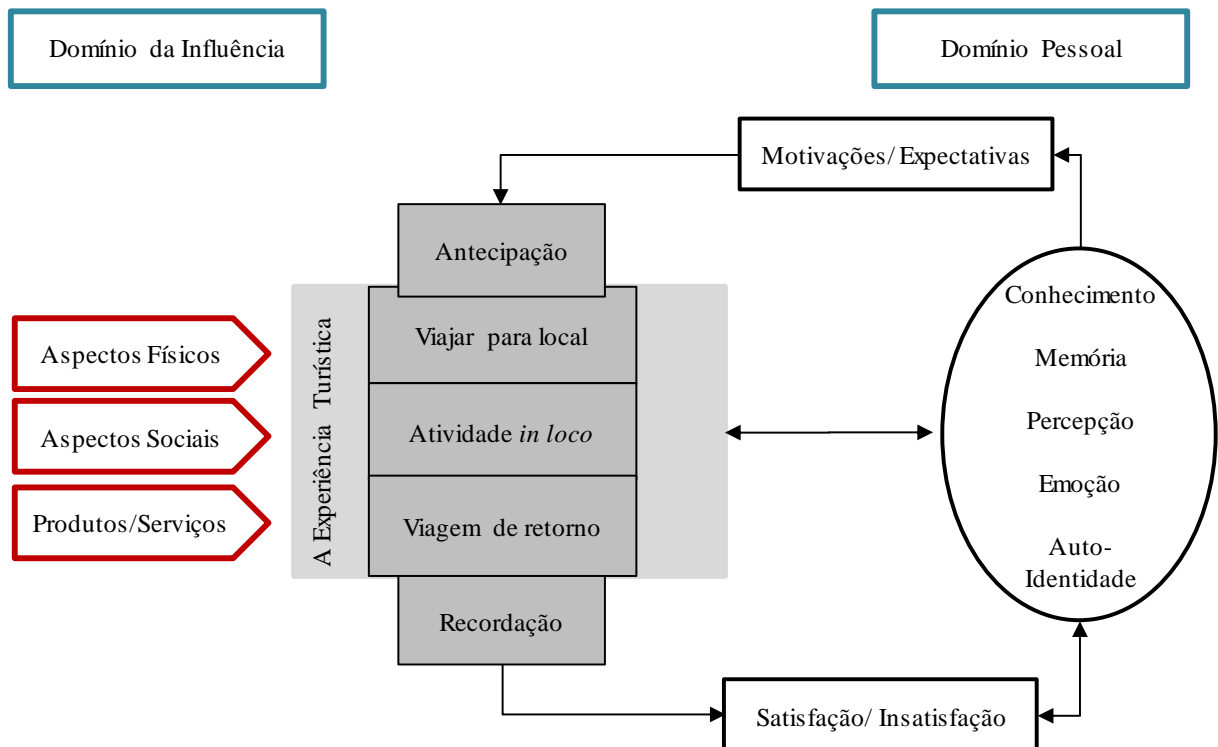 Domínio da Influência
Domínio Pessoal
Motivações/ Expectativas
Antecipação
Conhecimento
Viajar para local
Memória
Aspectos Físicos
A Experiência Turística
Atividade in loco
Percepção
Aspectos Sociais
Emoção
Produtos/Serviços
Viagem de retorno
Auto-
Identidade
Recordação
Satisfação/ Insatisfação